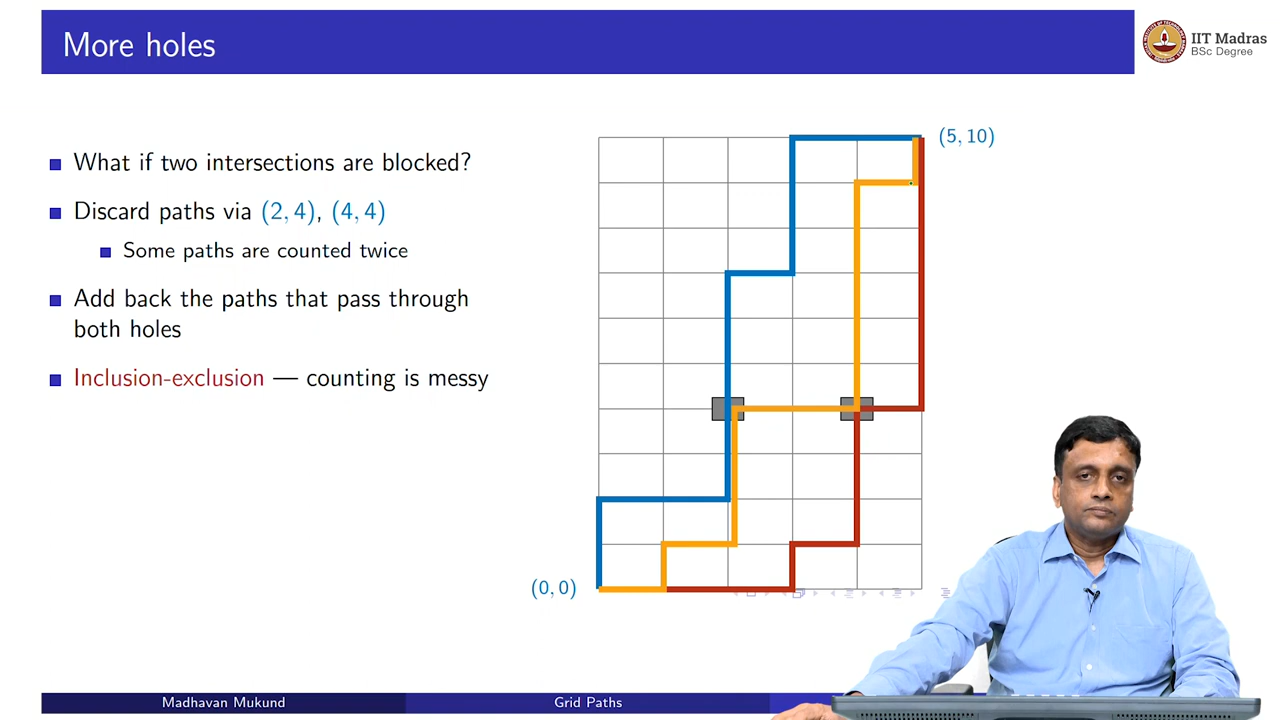 More holes
IIT Madras
BSc Degree
What if two intersections are blocked?
Discard paths via (2, 4), (4, 4)
Some paths are counted twice
Add back the paths that pass through
both holes
Inclusion-exclusion — counting is messy
(5, 10)
(0, 0)
Madhavan Mukund
Grid Paths